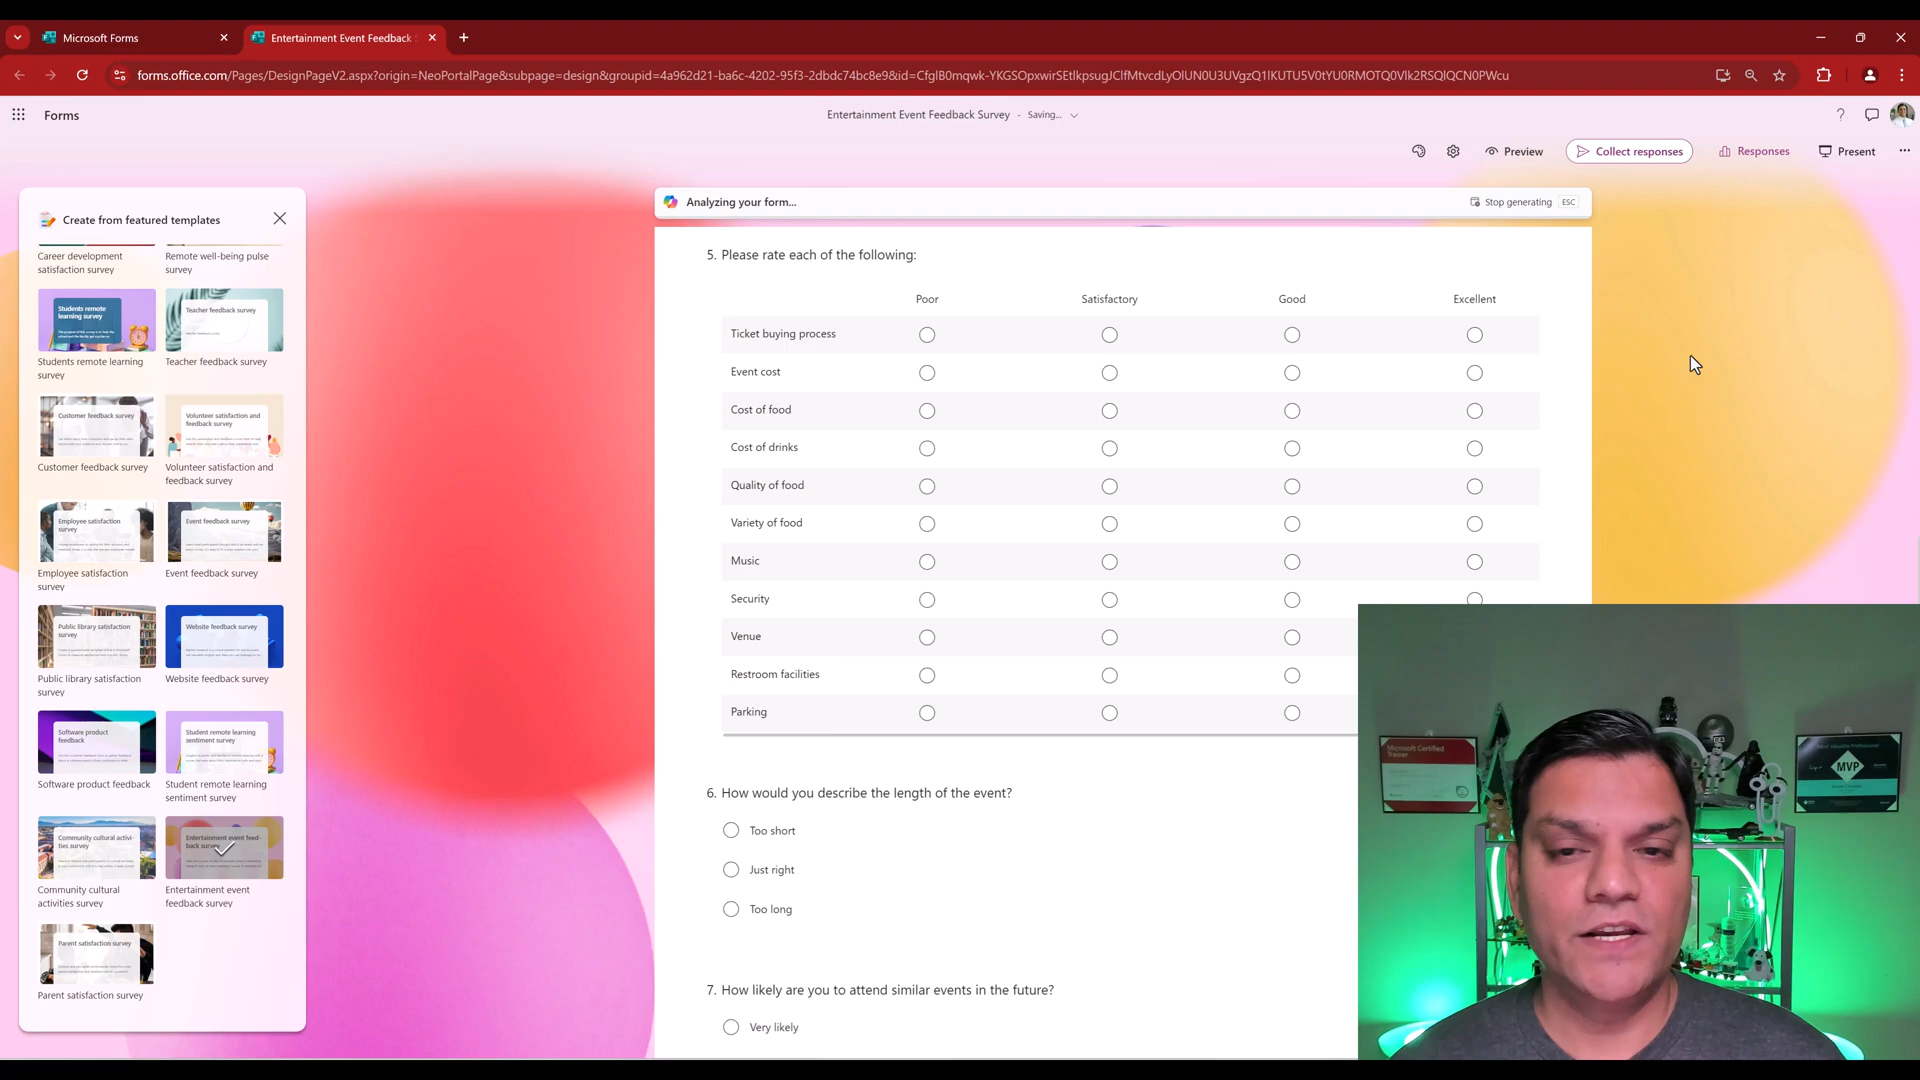 Microsoft Forms
Entertainment Event Feedback
forms.office.com/Pages/DesignPageV2.aspx?origin=NeoPortalPage&subpage=design&groupid=4a962d21-ba6c-4202-95f3-2dbdc74bc8e9&id=CfglB0mqwk-YKGSOpxwirSEtlkpsugJClfMtvcdLyOlUN0U3UVgzQ1lKUTU5V0tYU0RMOTQ0Vlk2RSQlQCN0PWcu
Forms
Entertainment Event Feedback Survey - Saving...
?
Preview
Collect responses
Responses
Present
Create from featured templates
Career development
satisfaction survey
Remote well-being pulse
survey
Students remote
learning survey
Teacher feedback survey
Students remote learning
survey
Teacher feedback survey
Customer feedback survey
Volunteer satisfaction and
feedback survey
Customer feedback survey
Volunteer satisfaction and
feedback survey
Employee satisfaction
survey
Event feedback survey
Employee satisfaction
survey
Event feedback survey
Public library satisfaction
survey
Website feedback survey
Public library satisfaction
survey
Website feedback survey
Software product
feedback
Student remote learning
sentiment survey
Software product feedback
Student remote learning
sentiment survey
Community cultural activi-
ties survey
Entertainment event feed-
back survey
Community cultural
activities survey
Entertainment event
feedback survey
Parent satisfaction survey
Parent satisfaction survey
Analyzing your form...
Stop generating ESC
5. Please rate each of the following:
Poor Satisfactory Good Excellent
Ticket buying process
Event cost
Cost of food
Cost of drinks
Quality of food
Variety of food
Music
Security
Venue
Restroom facilities
Parking
6. How would you describe the length of the event?
Too short
Just right
Too long
7. How likely are you to attend similar events in the future?
Very likely
Microsoft Certified
Trainer
MVP